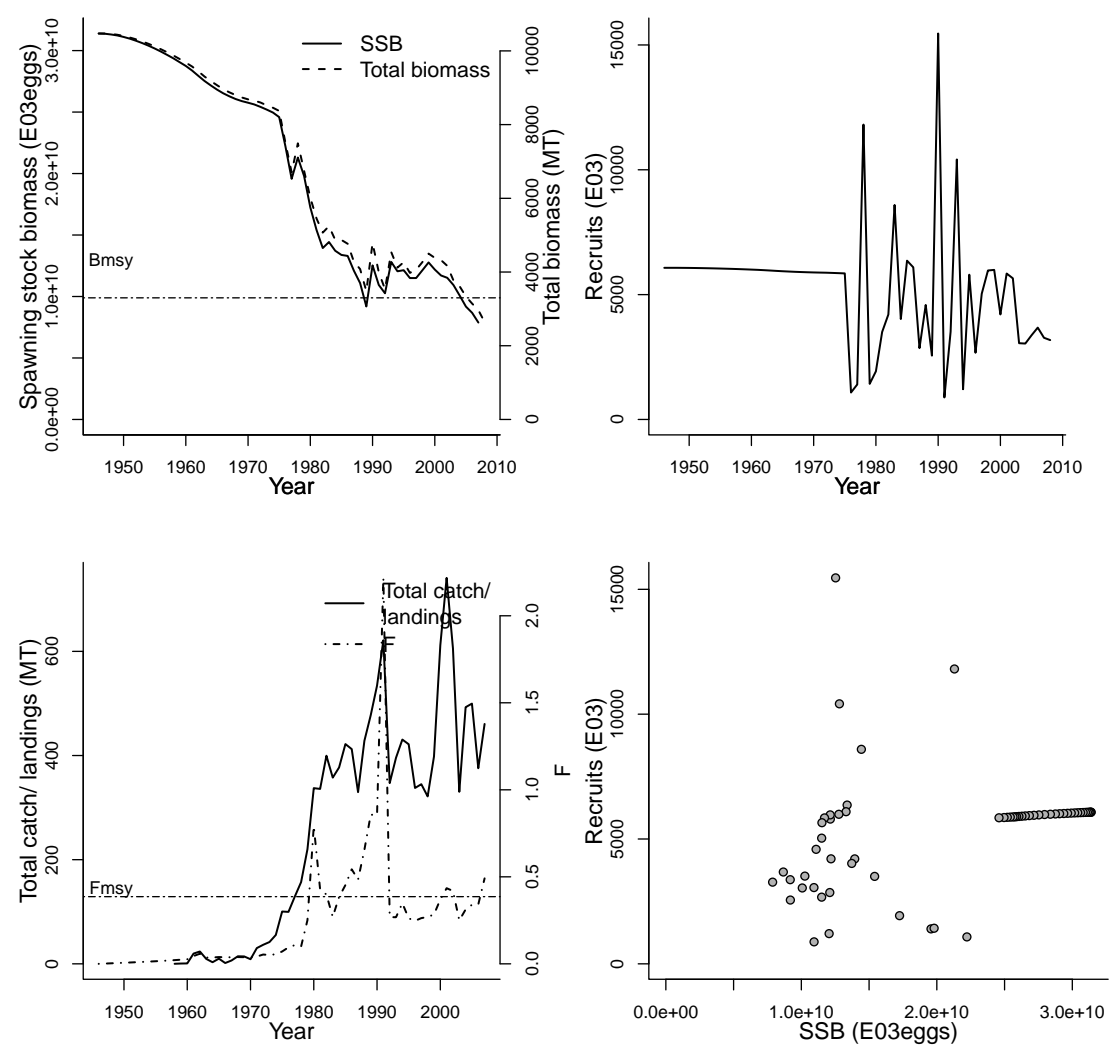 SSB
Total biomass
Spawning stock biomass (E03eggs)
0.0e+00 1.0e+10 2.0e+10 3.0e+10
Bmsy
Total biomass (MT)
0 2000 4000 6000 8000 10000
1950 1960 1970 1980 1990 2000 2010
Year
Recruits (E03)
0 5000 10000 15000
1950 1960 1970 1980 1990 2000 2010
Year
Total catch/
landings
F
Total catch/ landings (MT)
0 200 400 600
Fmsy
F
0.0 0.5 1.0 1.5 2.0
1950 1960 1970 1980 1990 2000
Year
Recruits (E03)
0 5000 10000 15000
0.0e+00 1.0e+10 2.0e+10 3.0e+10
SSB (E03eggs)